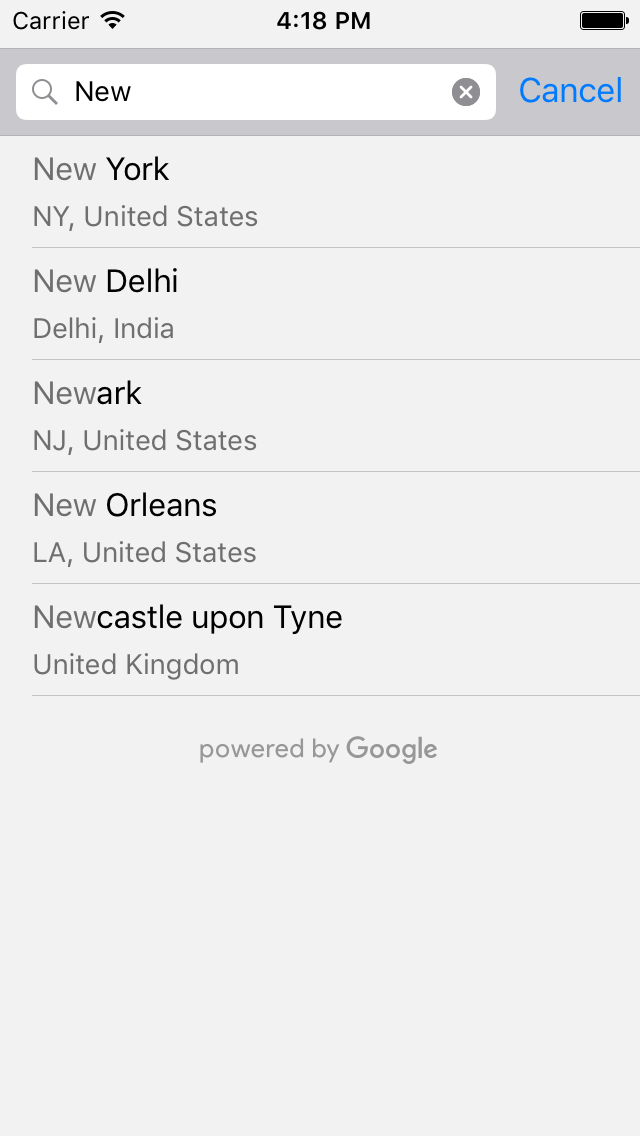 Carrier 4:18 PM
New Cancel
New York
NY, United States
New Delhi
Delhi, India
Newark
NJ, United States
New Orleans
LA, United States
Newcastle upon Tyne
United Kingdom
powered by Google